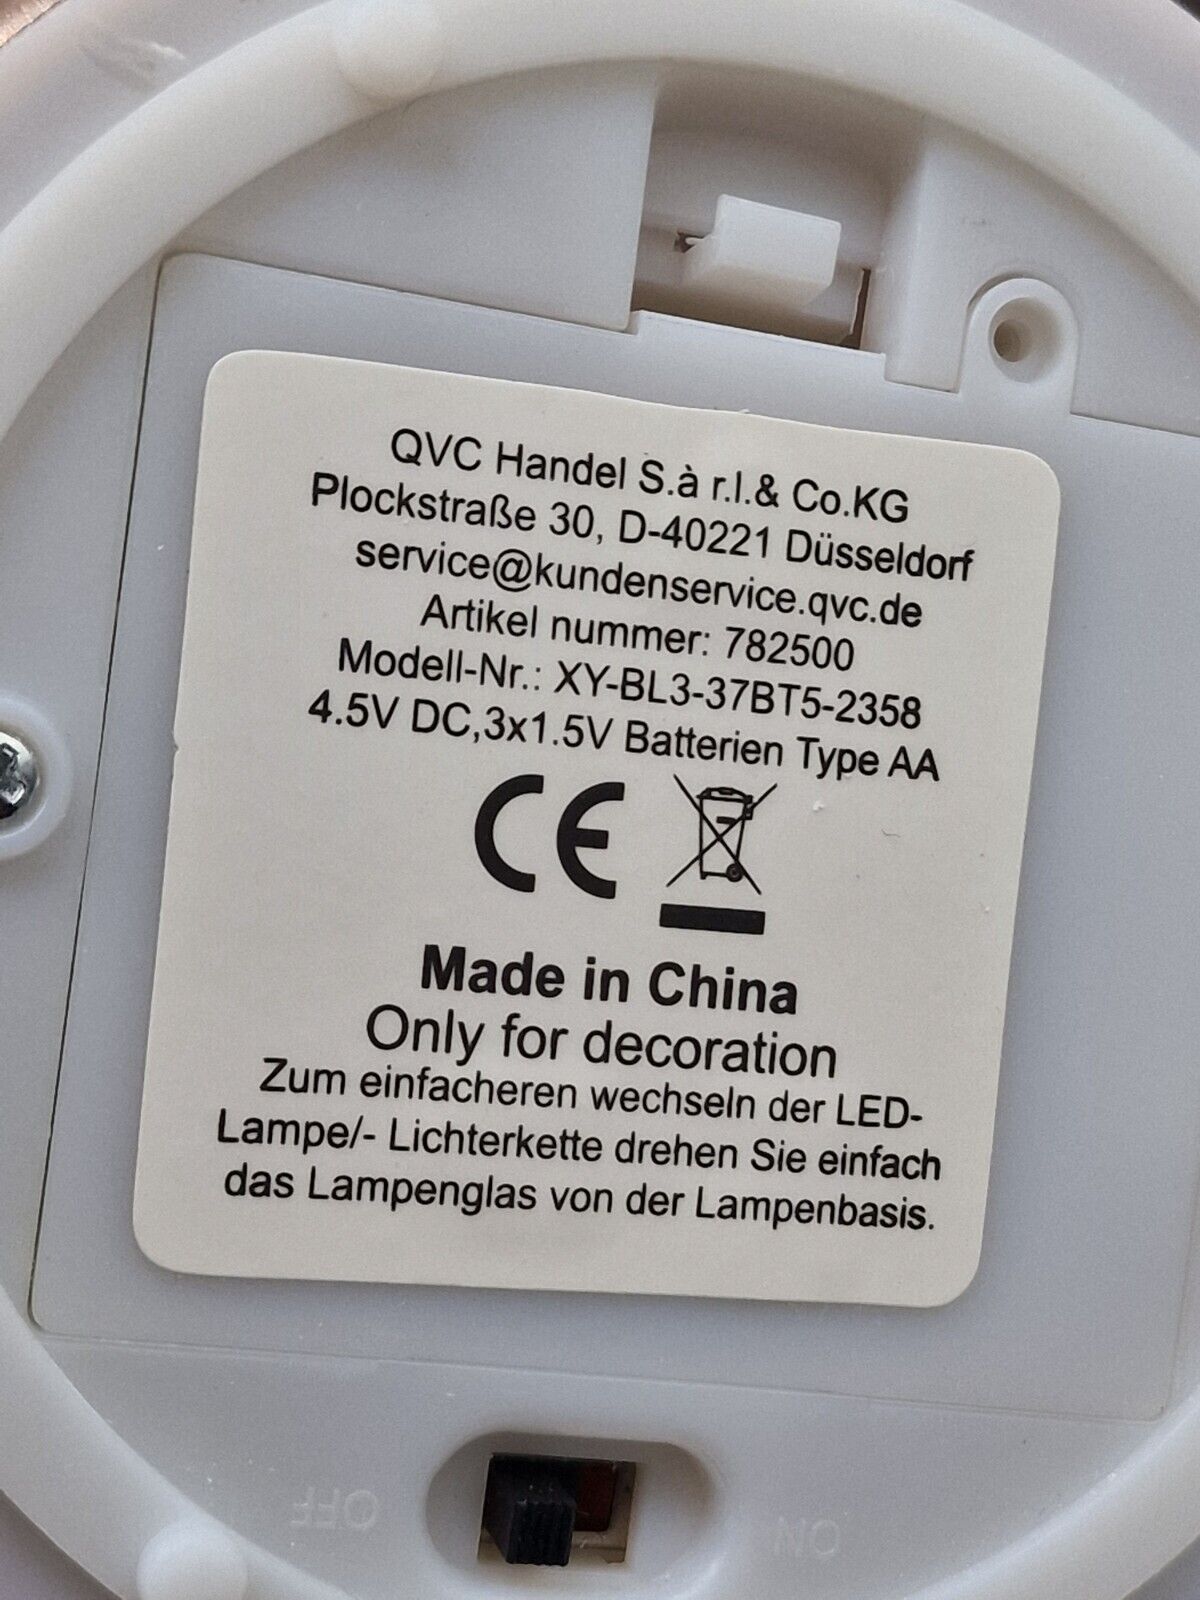 QVC Handel S.à r.l.& Co.KG
Plockstraße 30, D-40221 Düsseldorf
service@kundenservice.qvc.de
Artikel nummer: 782500
Modell-Nr.: XY-BL3-37BT5-2358
4.5V DC,3x1.5V Batterien Type AA
CE
Made in China
Only for decoration
Zum einfacheren wechseln der LED-
Lampe/- Lichterkette drehen Sie einfach
das Lampenglas von der Lampenbasis.
OFF ON